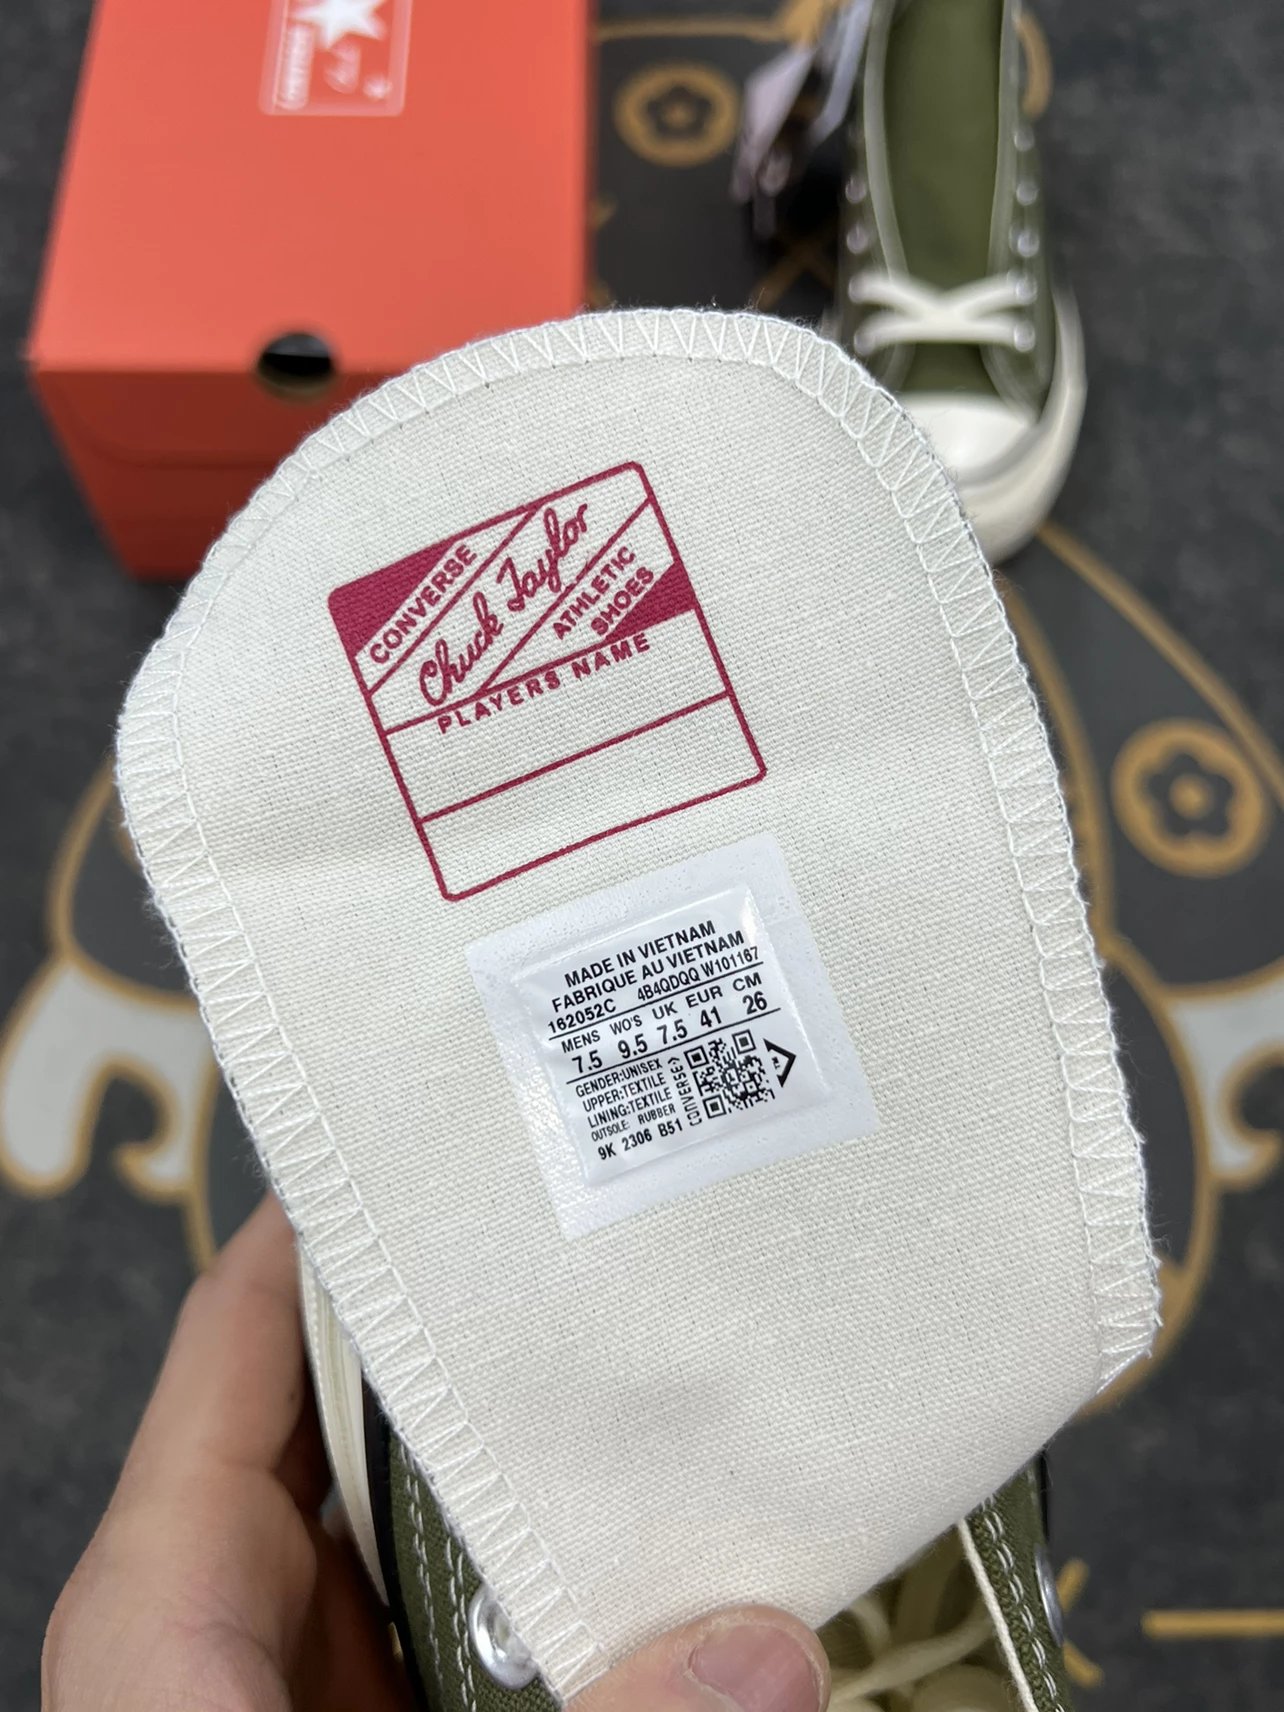 CONVERSE
Chuck Taylor
ATHLETIC
SHOES
PLAYERS NAME
MADE IN VIETNAM
FABRIQUE AU VIETNAM
162052C 4B4QDQQ W101167
MENS WO'S UK EUR CM
7.5 9.5 7.5 41 26
GENDER:UNISEX
UPPER:TEXTILE
LINING:TEXTILE
OUTSOLE: RUBBER
9K 2306 B51
CONVERSE